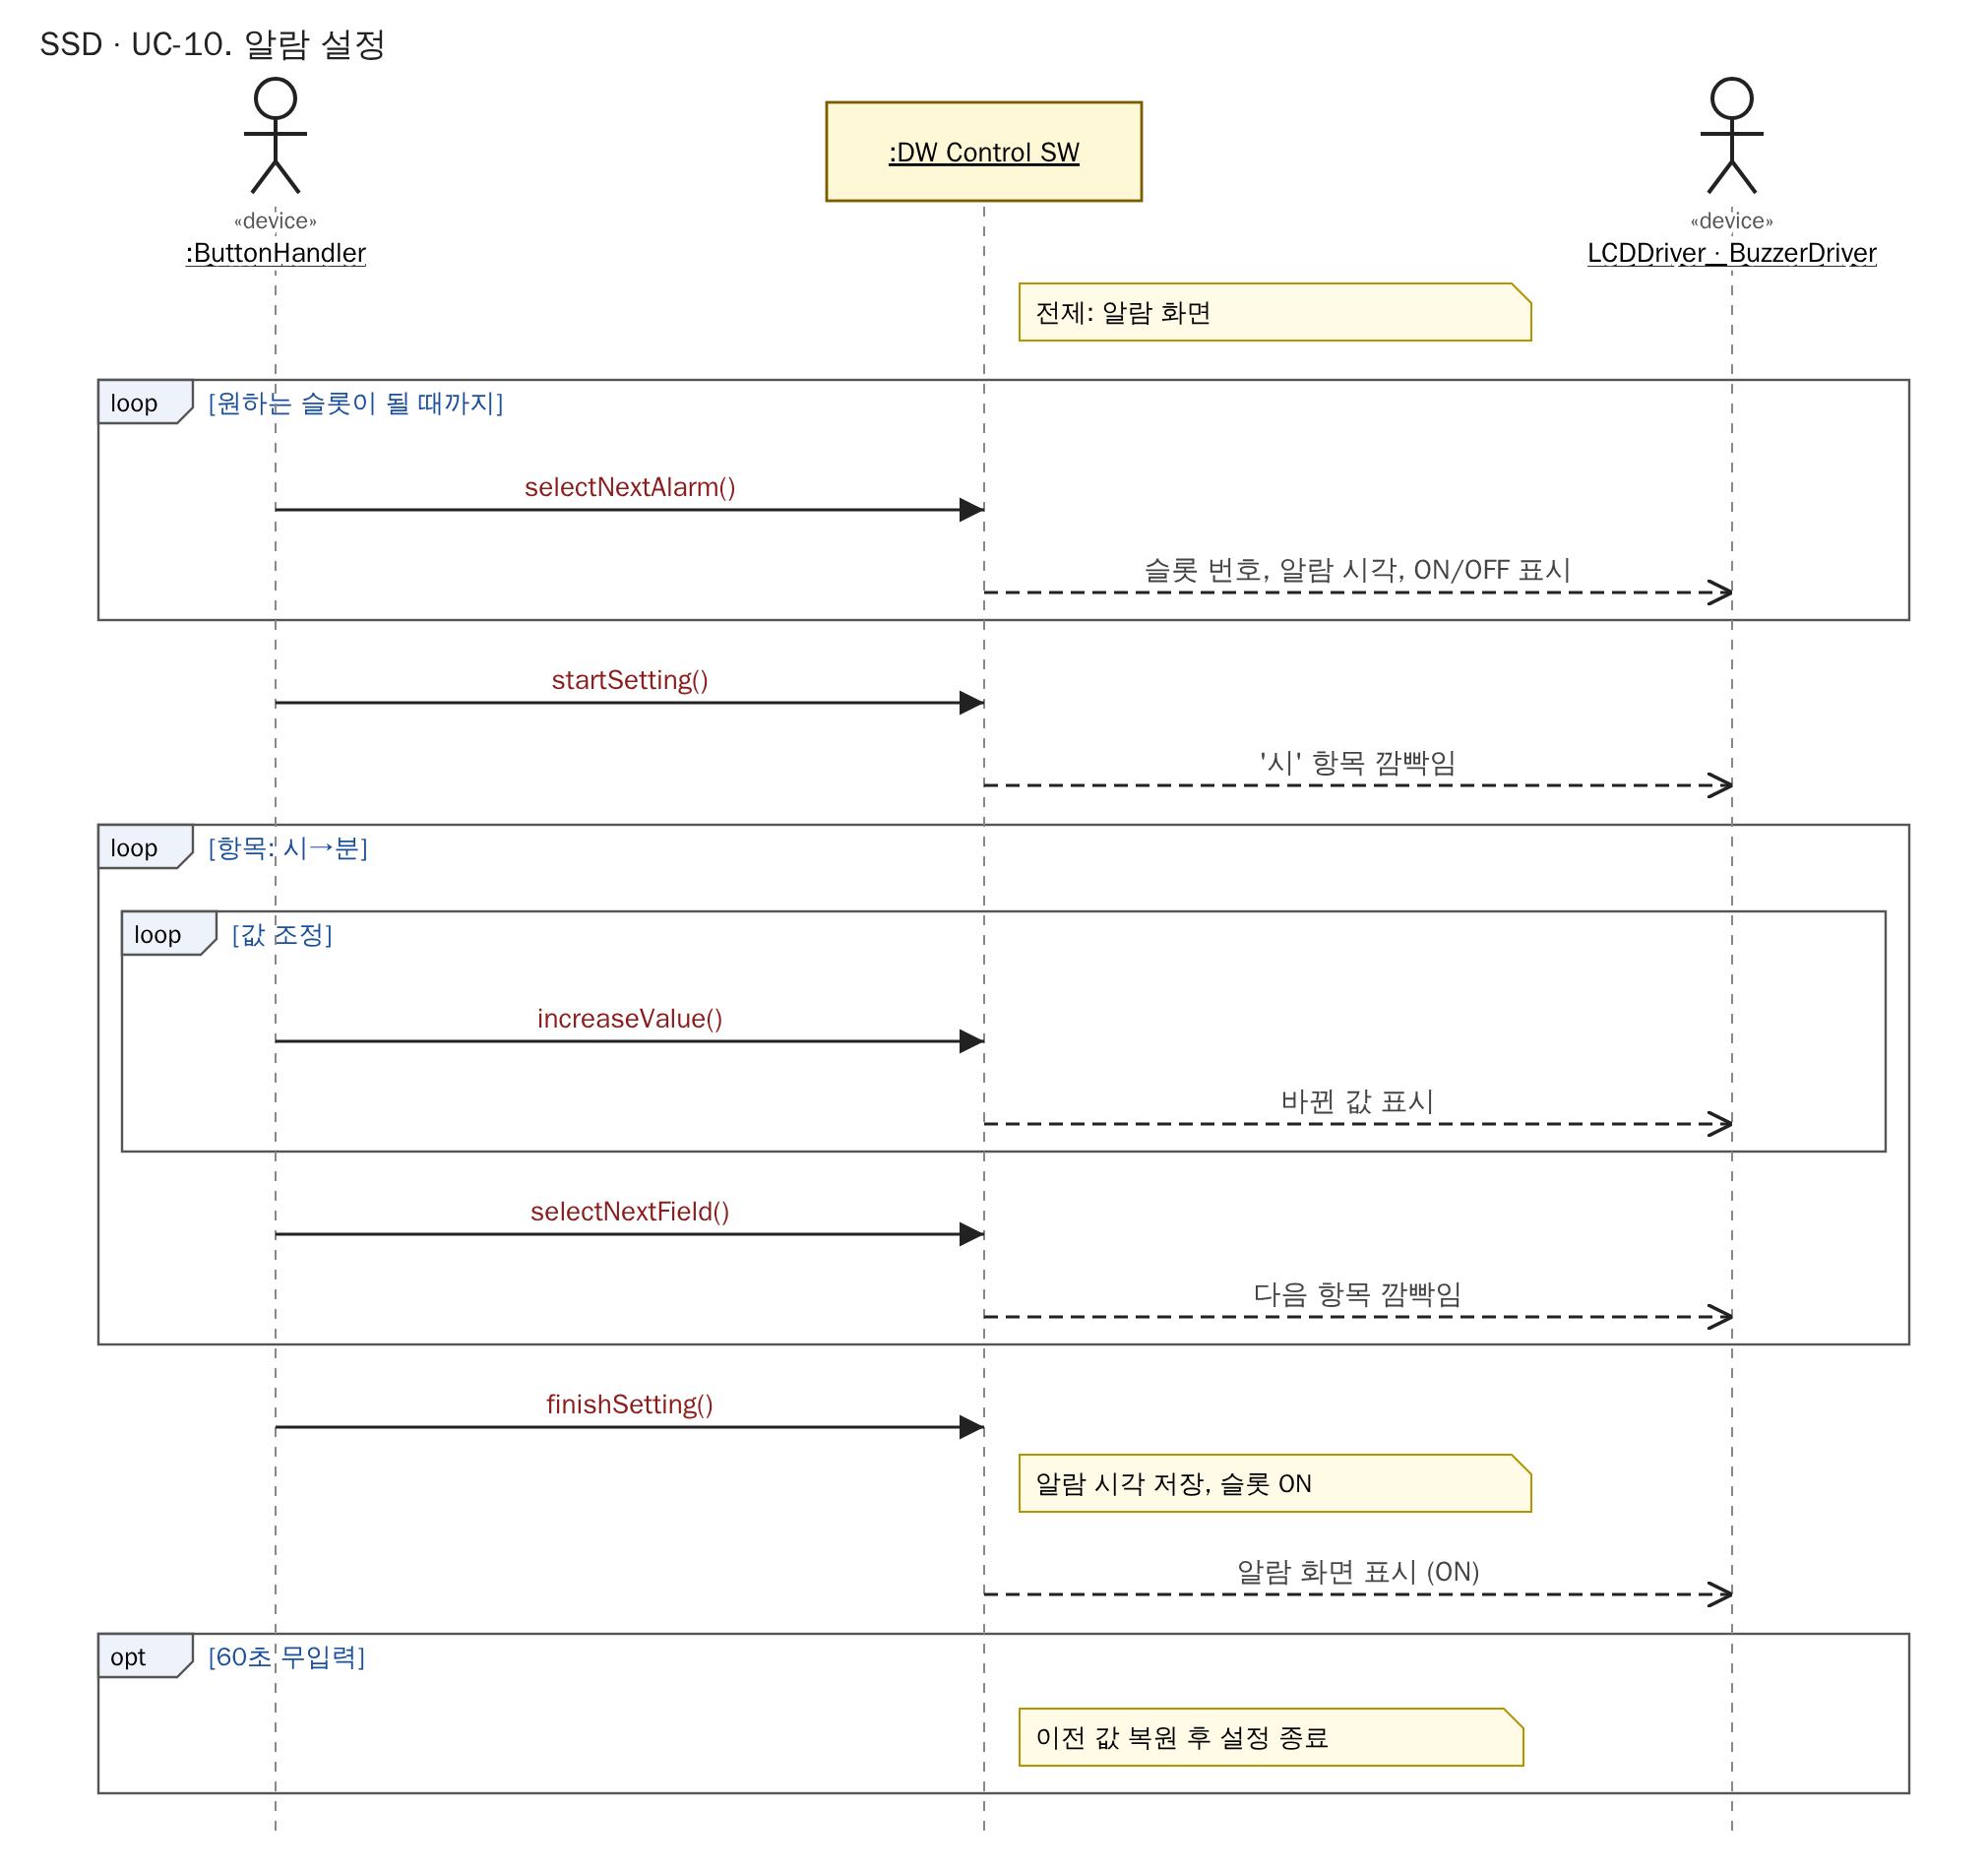 SSD · UC-10. 알람 설정
:DW Control SW
«device»
:ButtonHandler
«device»
LCDDriver · BuzzerDriver
전제: 알람 화면
loop [원하는 슬롯이 될 때까지]
selectNextAlarm()
슬롯 번호, 알람 시각, ON/OFF 표시
startSetting()
'시' 항목 깜빡임
loop [항목: 시→분]
loop [값 조정]
increaseValue()
바뀐 값 표시
selectNextField()
다음 항목 깜빡임
finishSetting()
알람 시각 저장, 슬롯 ON
알람 화면 표시 (ON)
opt [60초 무입력]
이전 값 복원 후 설정 종료